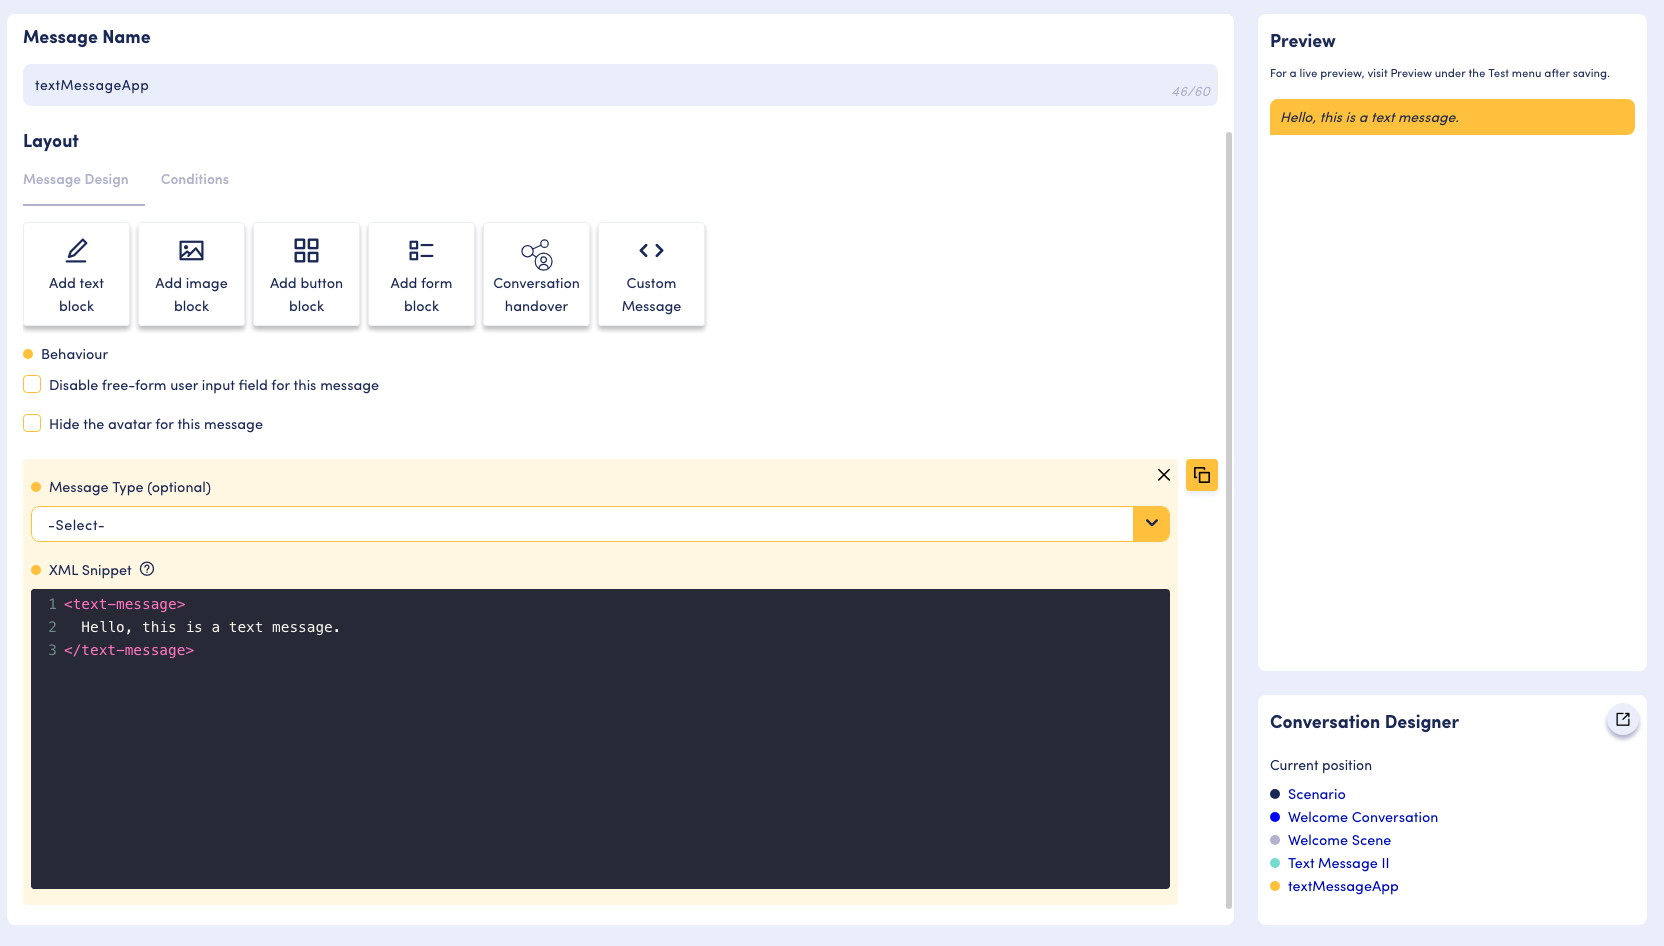 Message Name
textMessageApp
46/60
Layout
Message Design
Conditions
Add text
block
Add image
block
Add button
block
Add form
block
Conversation
handover
Custom
Message
Behaviour
Disable free-form user input field for this message
Hide the avatar for this message
Message Type (optional)
-Select-
XML Snippet
1 <text-message>
2 Hello, this is a text message.
3 </text-message>
Preview
For a live preview, visit Preview under the Test menu after saving.
Hello, this is a text message.
Conversation Designer
Current position
Scenario
Welcome Conversation
Welcome Scene
Text Message II
textMessageApp